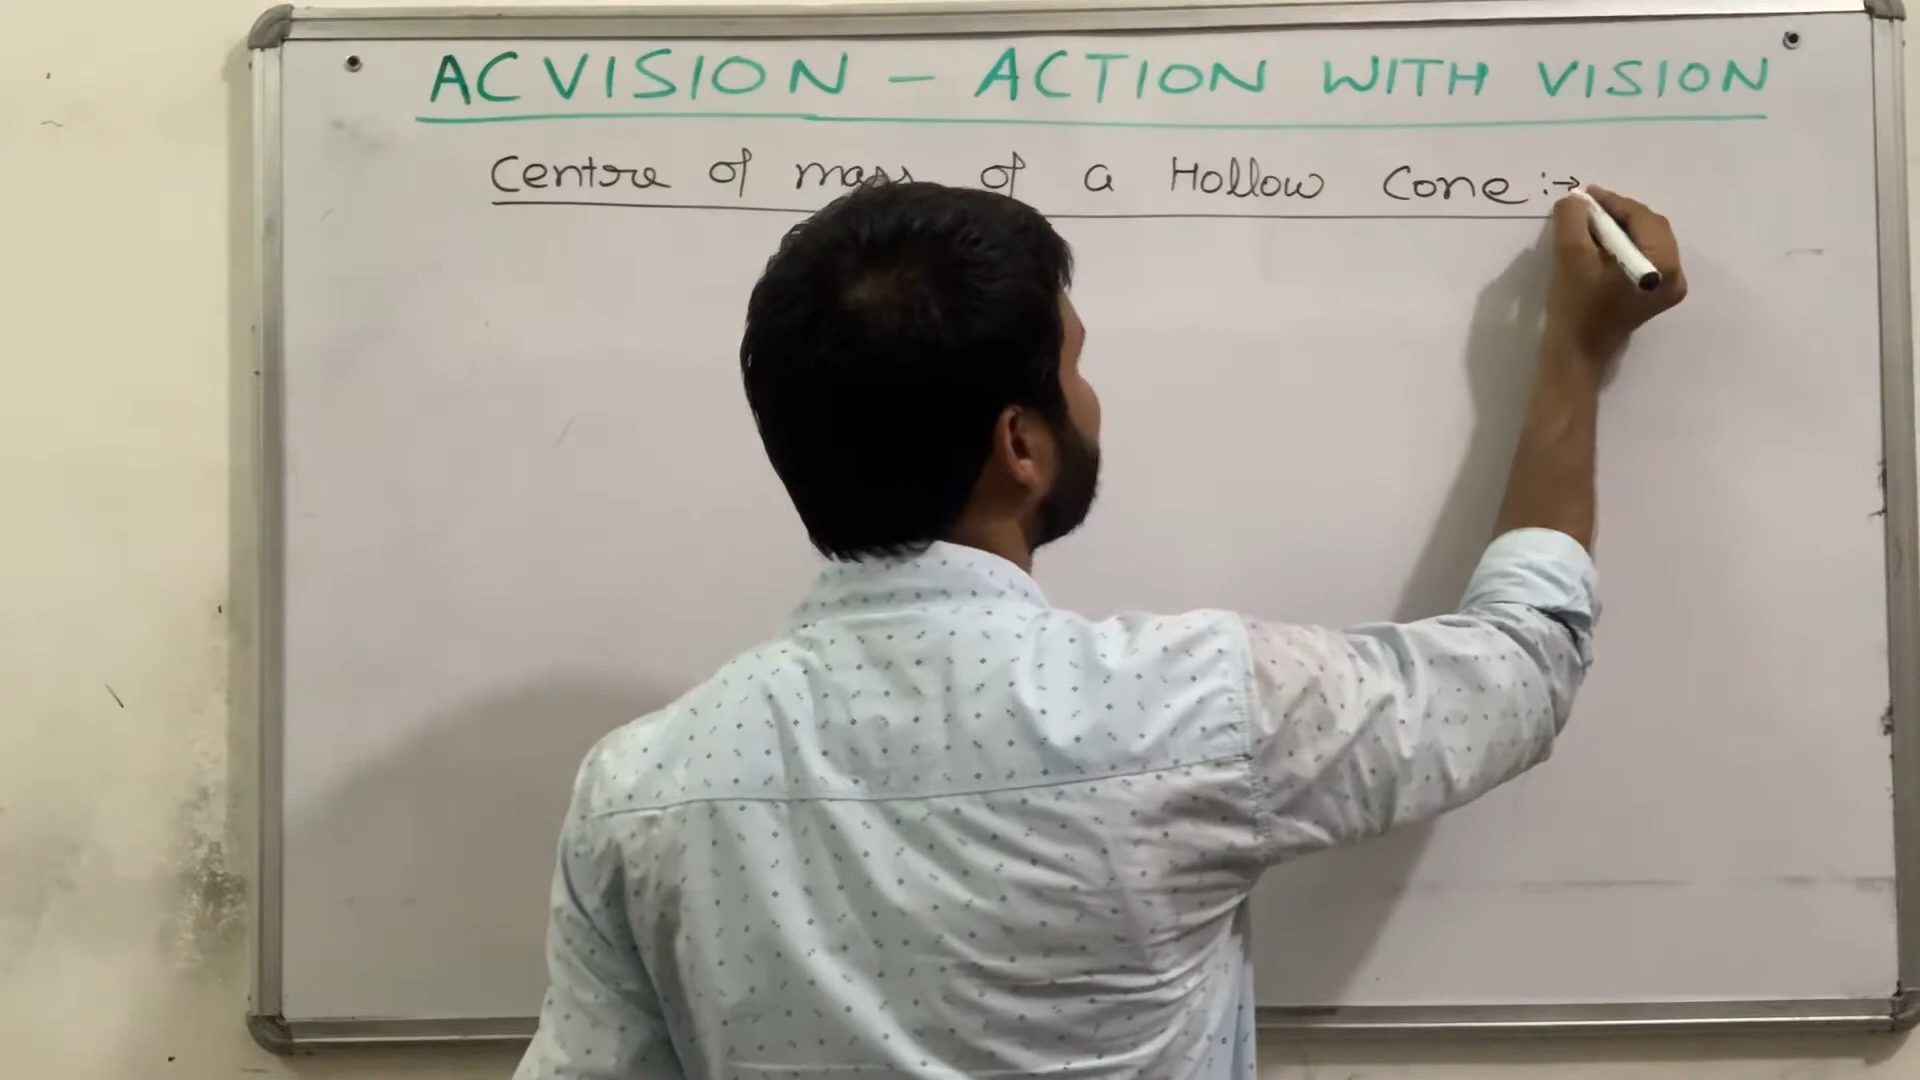 ACVISION - ACTION WITH VISION
Centre of mass of a Hollow Cone :→